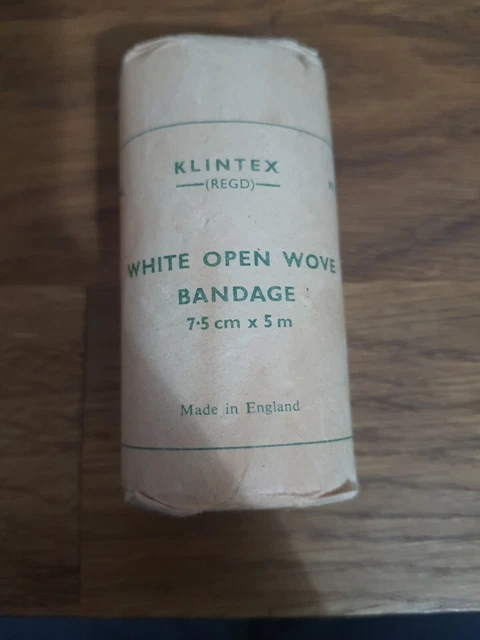 KLINTEX
(REGD)
WHITE OPEN WOVE
BANDAGE
7·5 cm x 5 m
Made in England